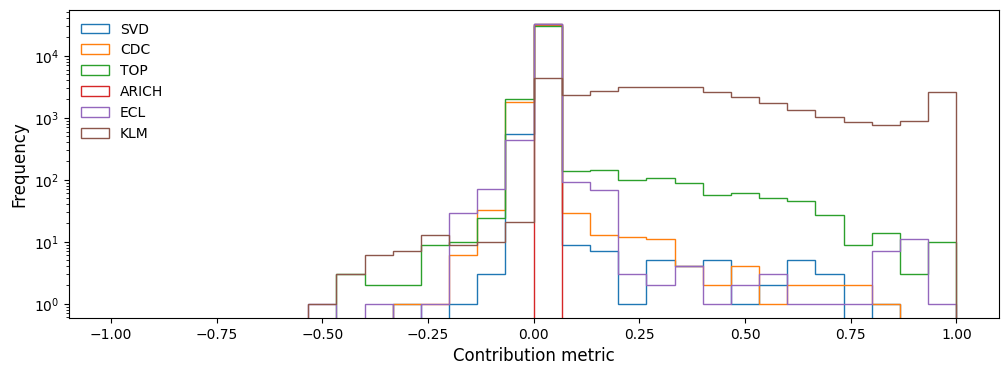 SVD
CDC
TOP
ARICH
ECL
KLM
Frequency
10⁴
10³
10²
10¹
10⁰
−1.00 −0.75 −0.50 −0.25 0.00 0.25 0.50 0.75 1.00
Contribution metric